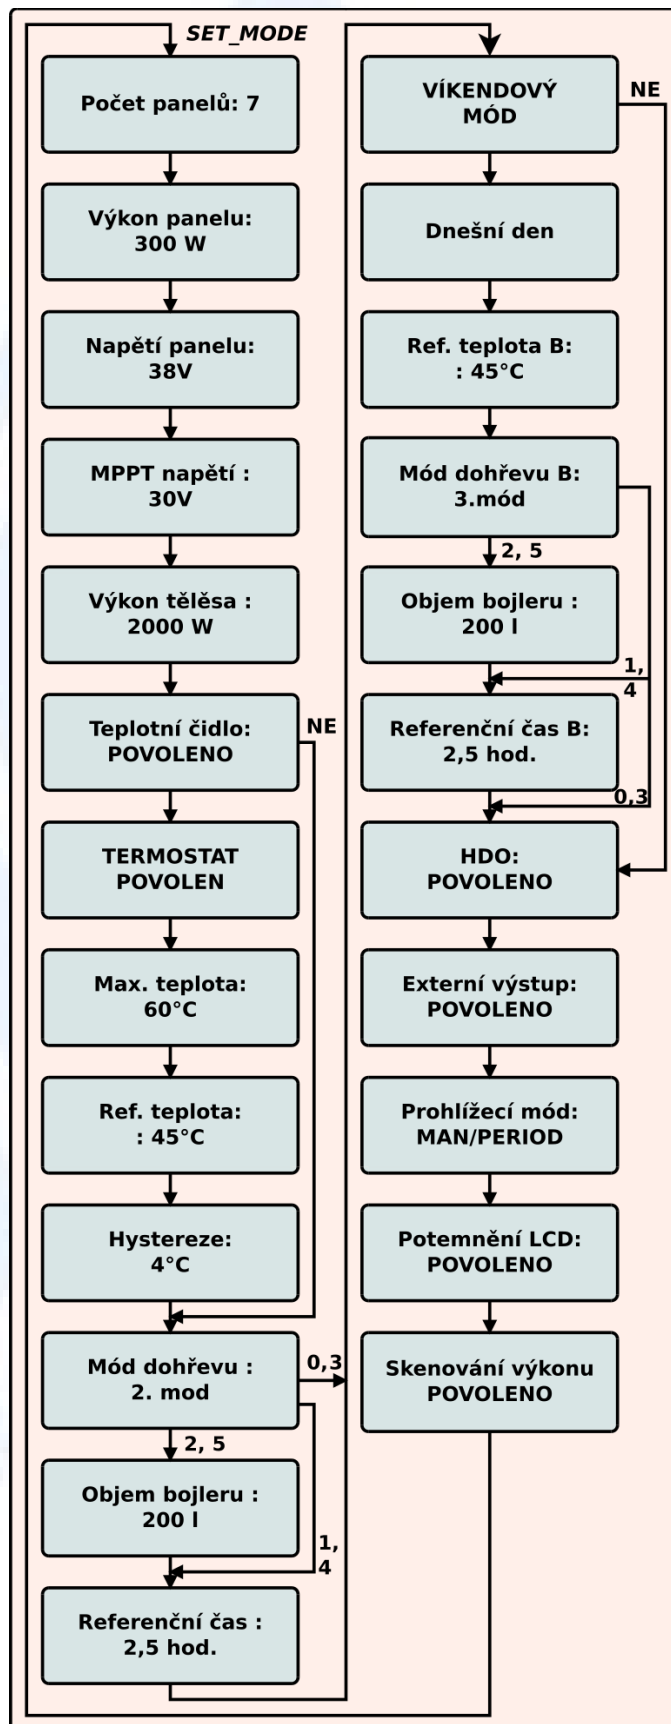 SET_MODE
Počet panelů: 7
Výkon panelu:
300 W
Napětí panelu:
38V
MPPT napětí :
30V
Výkon tělěsa :
2000 W
Teplotní čidlo:
POVOLENO
NE
TERMOSTAT
POVOLEN
Max. teplota:
60°C
Ref. teplota:
: 45°C
Hystereze:
4°C
Mód dohřevu :
2. mod
0,3
2, 5
Objem bojleru :
200 l
1,
4
Referenční čas :
2,5 hod.
VÍKENDOVÝ
MÓD
NE
Dnešní den
Ref. teplota B:
: 45°C
Mód dohřevu B:
3.mód
2, 5
Objem bojleru :
200 l
1,
4
Referenční čas B:
2,5 hod.
0,3
HDO:
POVOLENO
Externí výstup:
POVOLENO
Prohlížecí mód:
MAN/PERIOD
Potemnění LCD:
POVOLENO
Skenování výkonu
POVOLENO